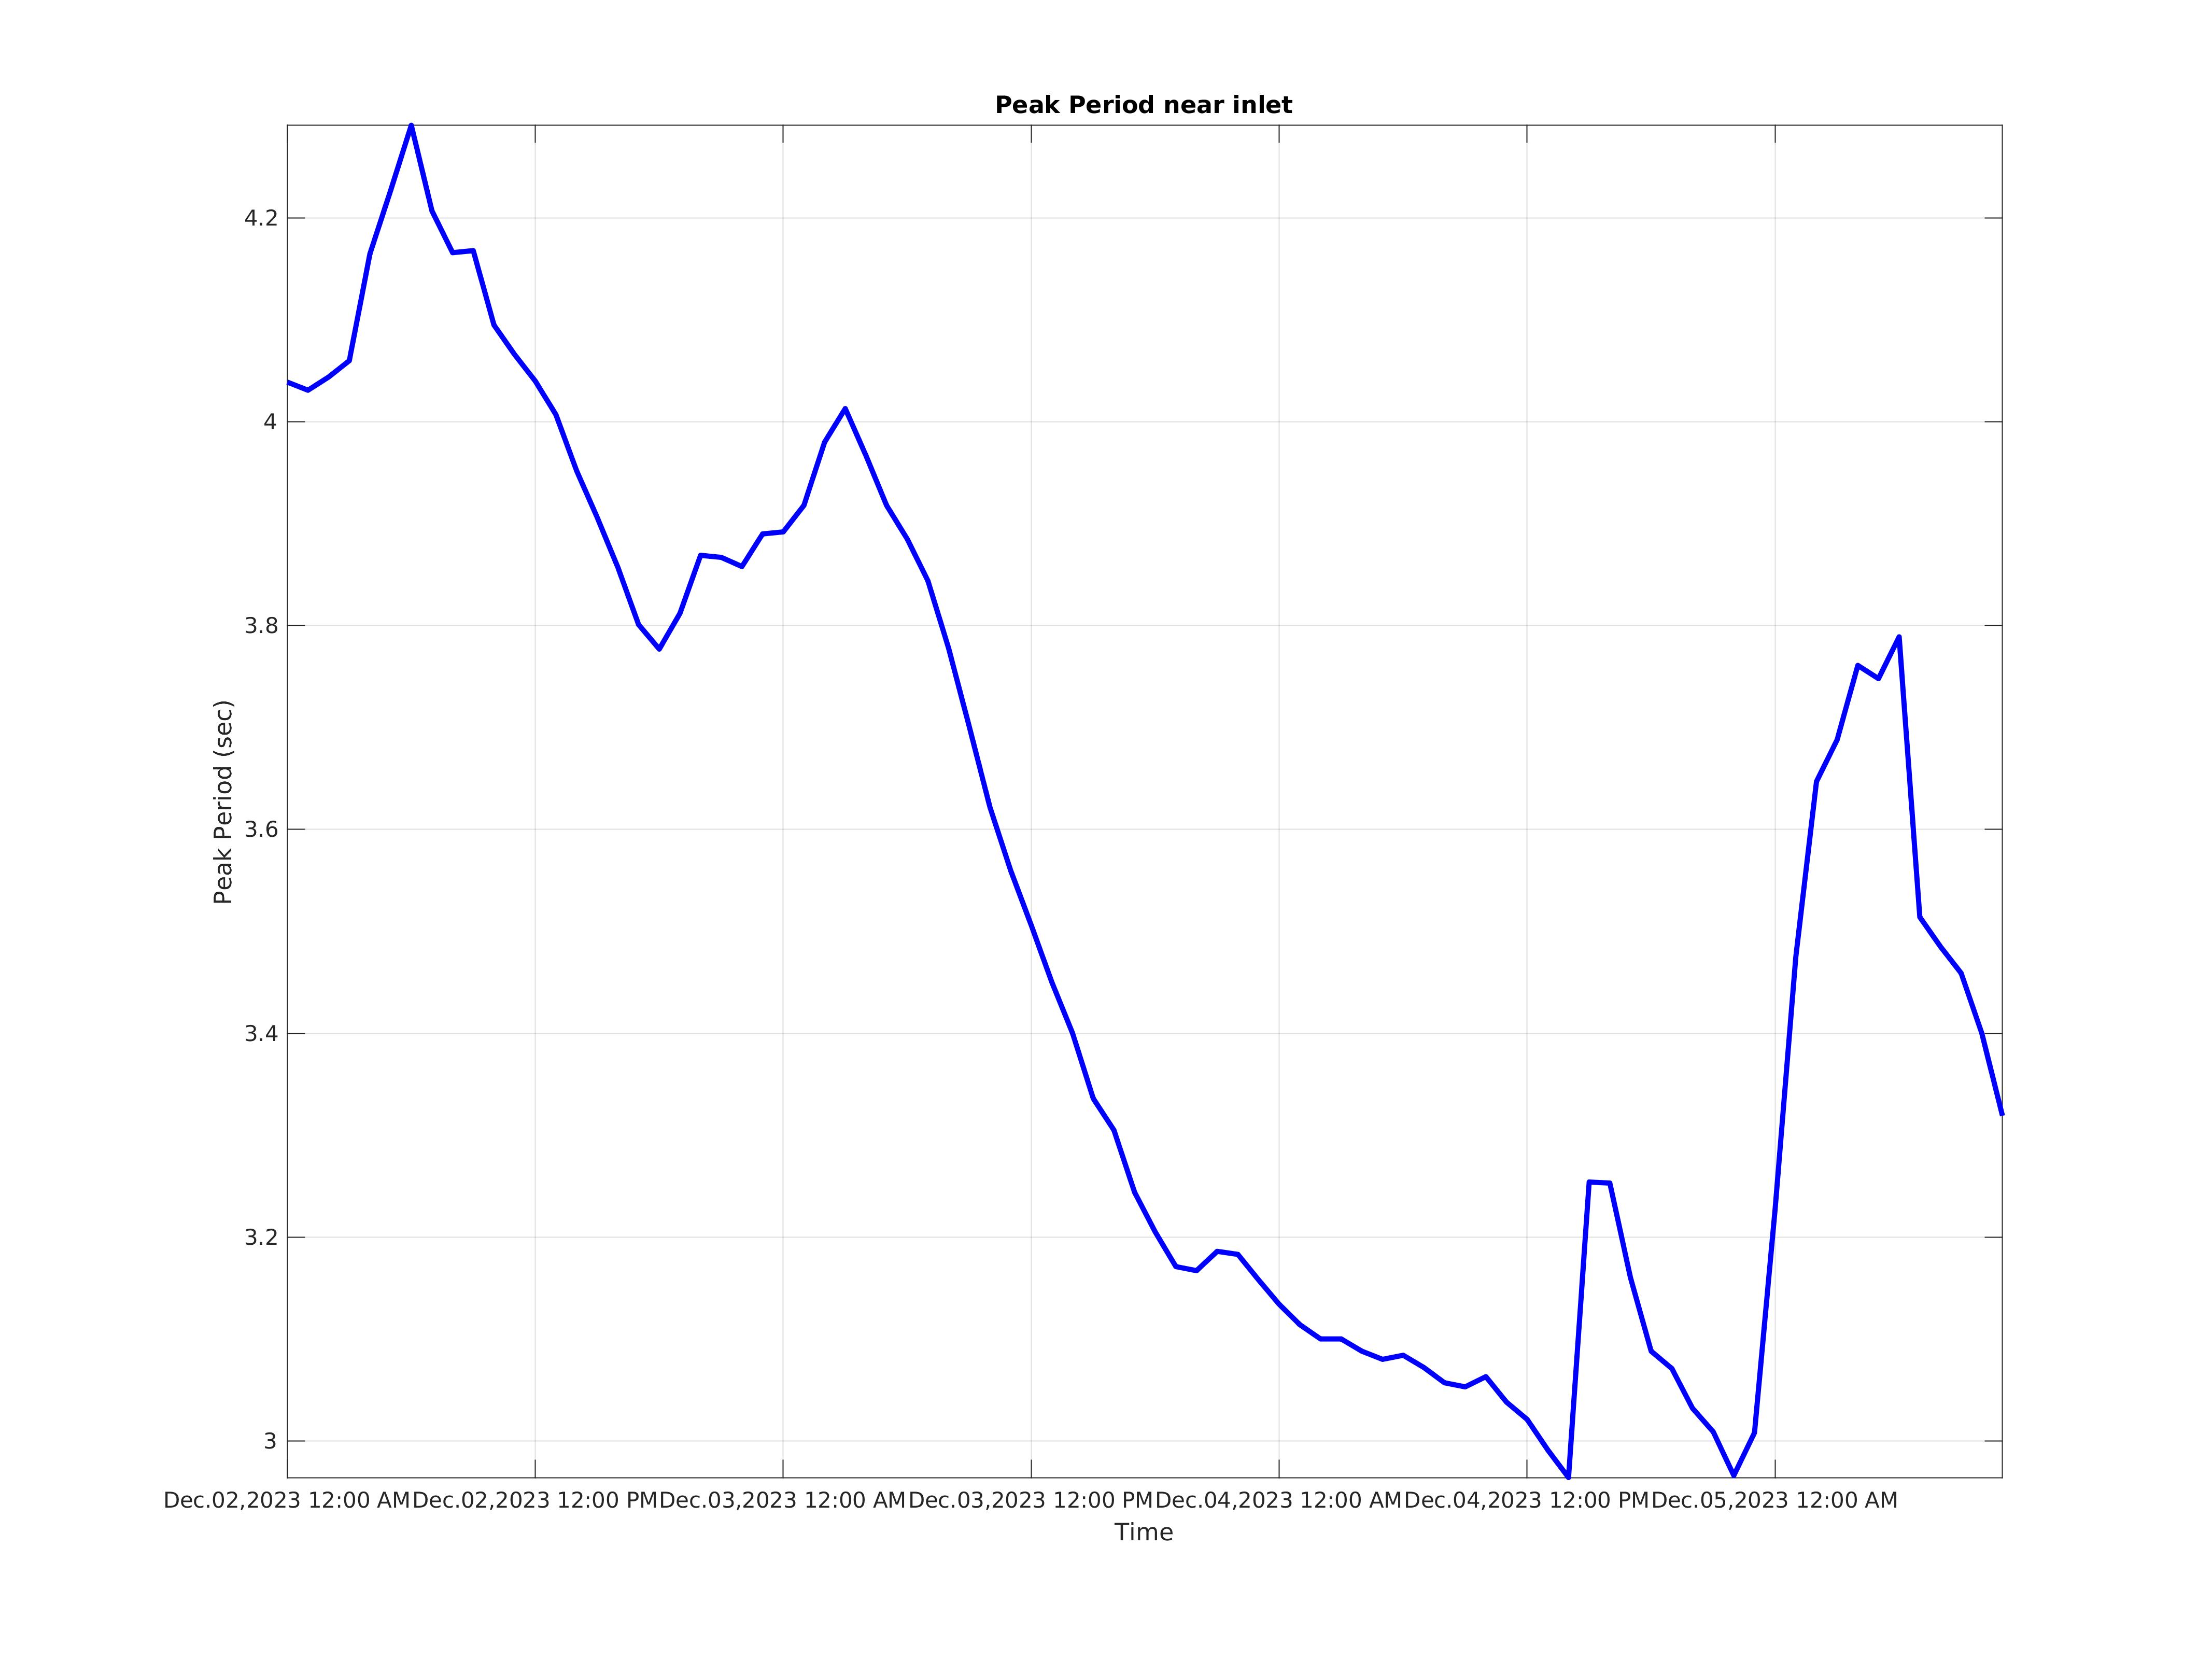 Peak Period near inlet
Peak Period (sec)
4.2
4
3.8
3.6
3.4
3.2
3
Dec.02,2023 12:00 AM Dec.02,2023 12:00 PM Dec.03,2023 12:00 AM Dec.03,2023 12:00 PM Dec.04,2023 12:00 AM Dec.04,2023 12:00 PM Dec.05,2023 12:00 AM
Time